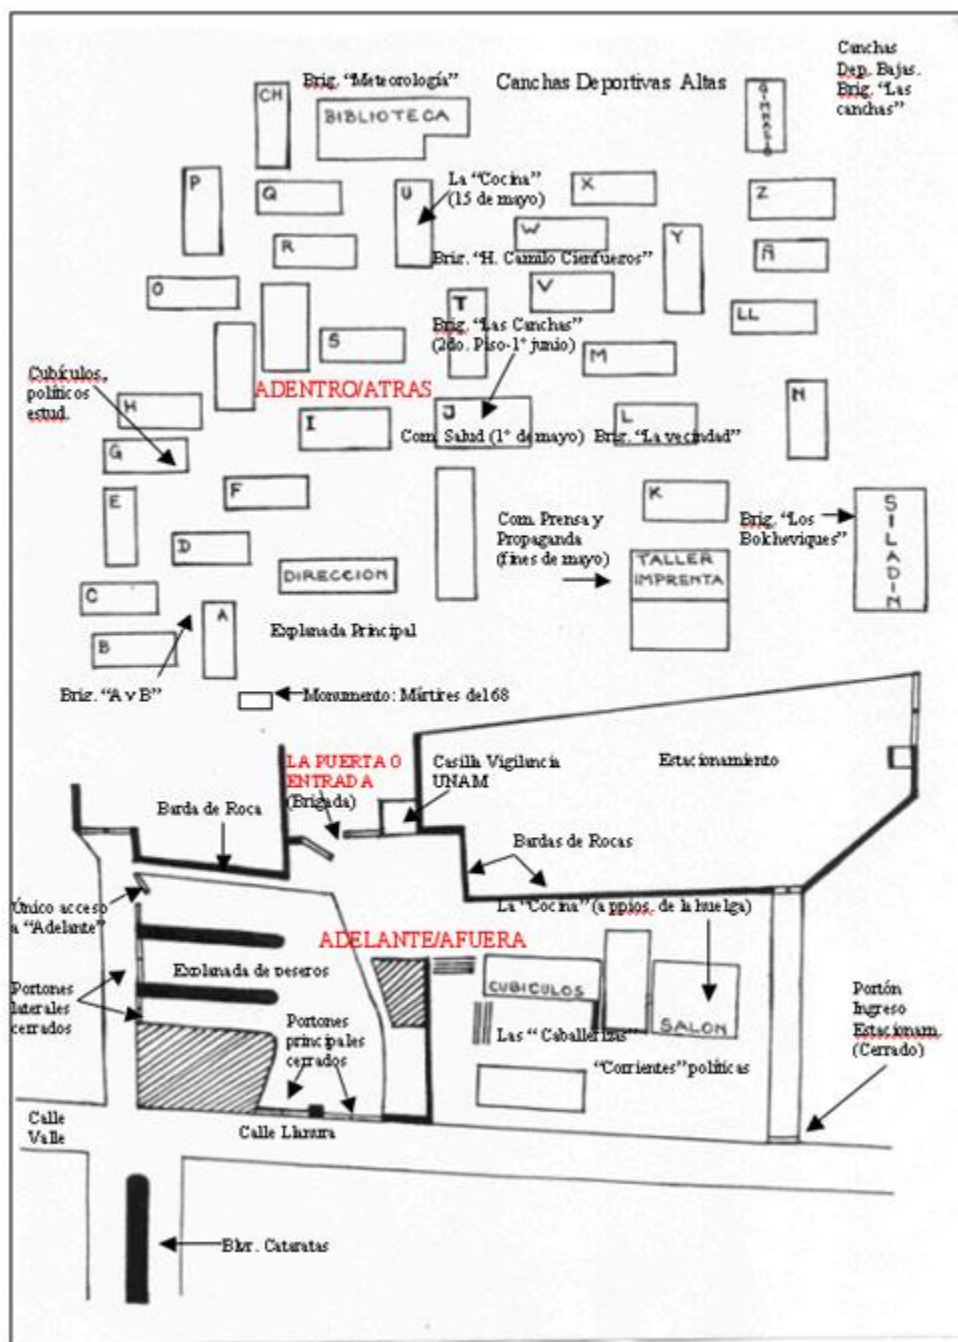 Canchas
Dep. Bajas.
Brig. "Las
canchas"
Brig. "Meteorología"
Canchas Deportivas Altas
CH
BIBLIOTECA
GIMNASIO
P
Q
U
La "Cocina"
(15 de mayo)
X
Z
R
W
Y
Ñ
Brig. "H. Camilo Cienfuegos"
O
T
V
LL
Brig. "Las Canchas"
(2do. Piso-1° junio)
S
M
Cubículos,
políticos
estud.
ADENTRO/ATRAS
H
I
J
L
N
Com. Salud (1° de mayo)
Brig. "La vecindad"
G
E
F
K
Com. Prensa y
Propaganda
(fines de mayo)
Brig. "Los
Bolcheviques"
SILADIN
D
DIRECCION
TALLER
IMPRENTA
C
A
B
Explanada Principal
Brig. "A y B"
Monumento: Mártires del 68
LA PUERTA O
ENTRADA
(Brigada)
Casilla Vigilancia
UNAM
Estacionamiento
Barda de Roca
Bardas de Rocas
Único acceso
a "Adelante"
La "Cocina" (a ppios. de la huelga)
ADELANTE/AFUERA
Explanada de peseros
CUBICULOS
SALON
Portones
laterales
cerrados
Portones
principales
cerrados
Las "Caballerizas"
"Corrientes" políticas
Portón
Ingreso
Estacionam.
(Cerrado)
Calle
Valle
Calle Llanura
Blvr. Cataratas